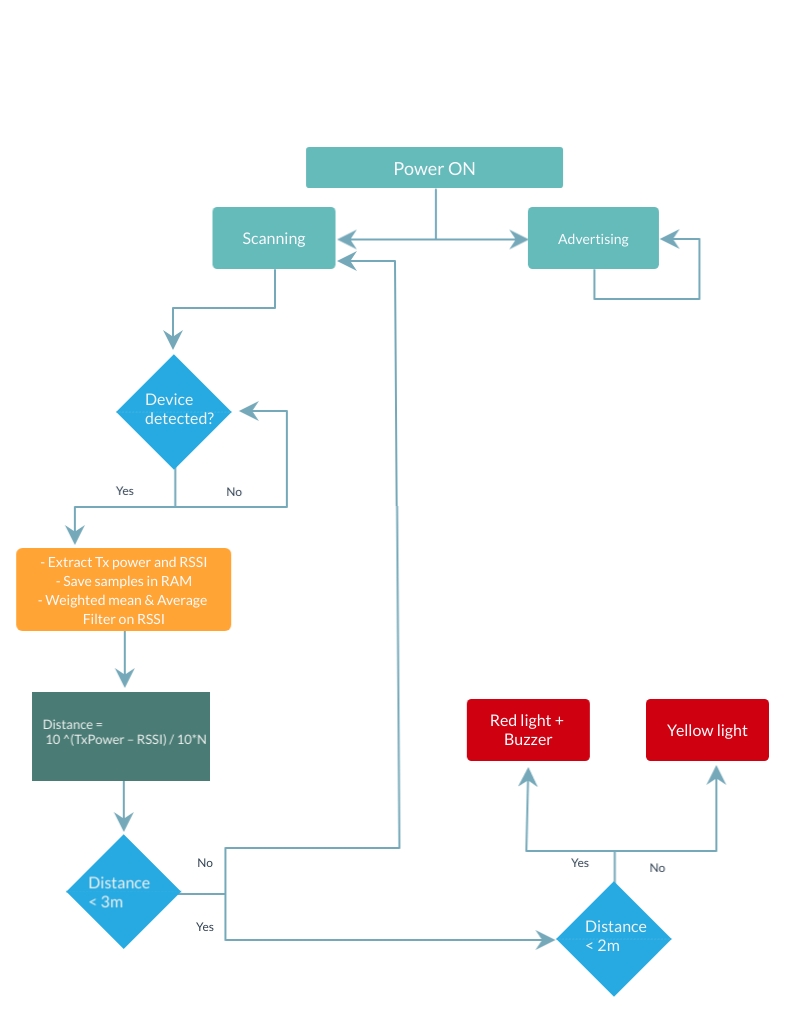 Power ON
Scanning
Advertising
Device
detected?
Yes
No
- Extract Tx power and RSSI
- Save samples in RAM
- Weighted mean & Average
Filter on RSSI
Distance =
10 ^(TxPower – RSSI) / 10*N
Red light +
Buzzer
Yellow light
No
Distance
< 3m
Yes
Yes
No
Distance
< 2m